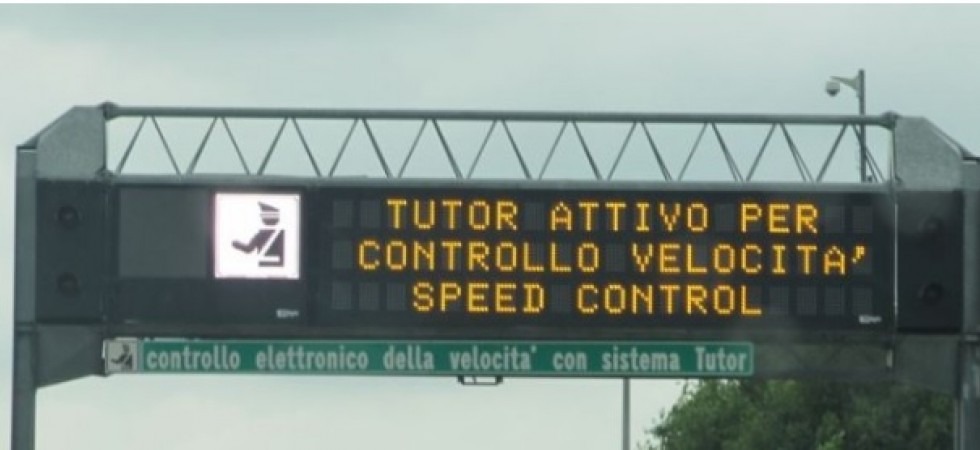 TUTOR ATTIVO PER
CONTROLLO VELOCITA'
SPEED CONTROL
controllo elettronico della velocita' con sistema Tutor